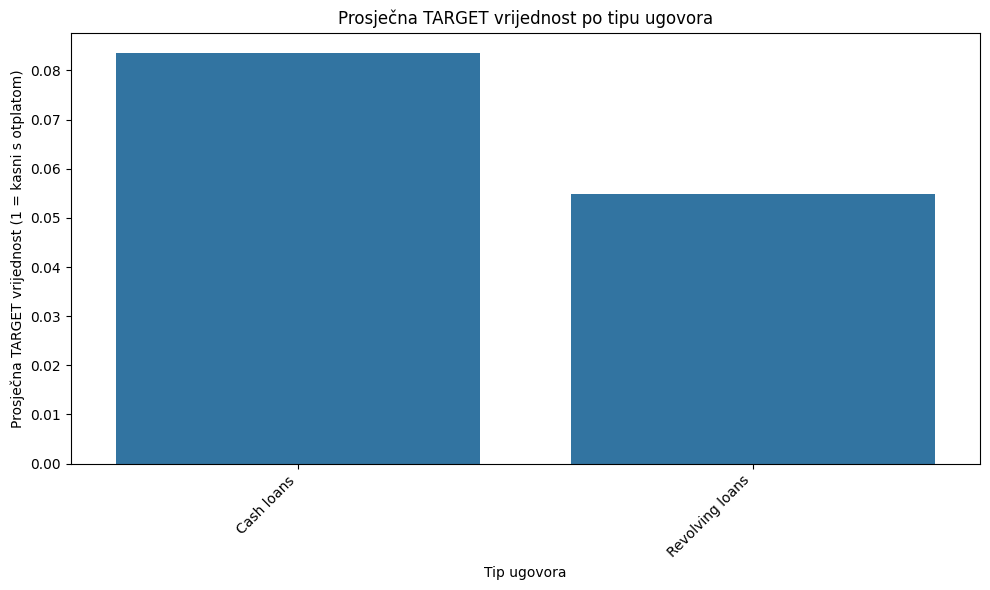 Prosječna TARGET vrijednost po tipu ugovora
Prosječna TARGET vrijednost (1 = kasni s otplatom)
0.08
0.07
0.06
0.05
0.04
0.03
0.02
0.01
0.00
Cash loans
Revolving loans
Tip ugovora